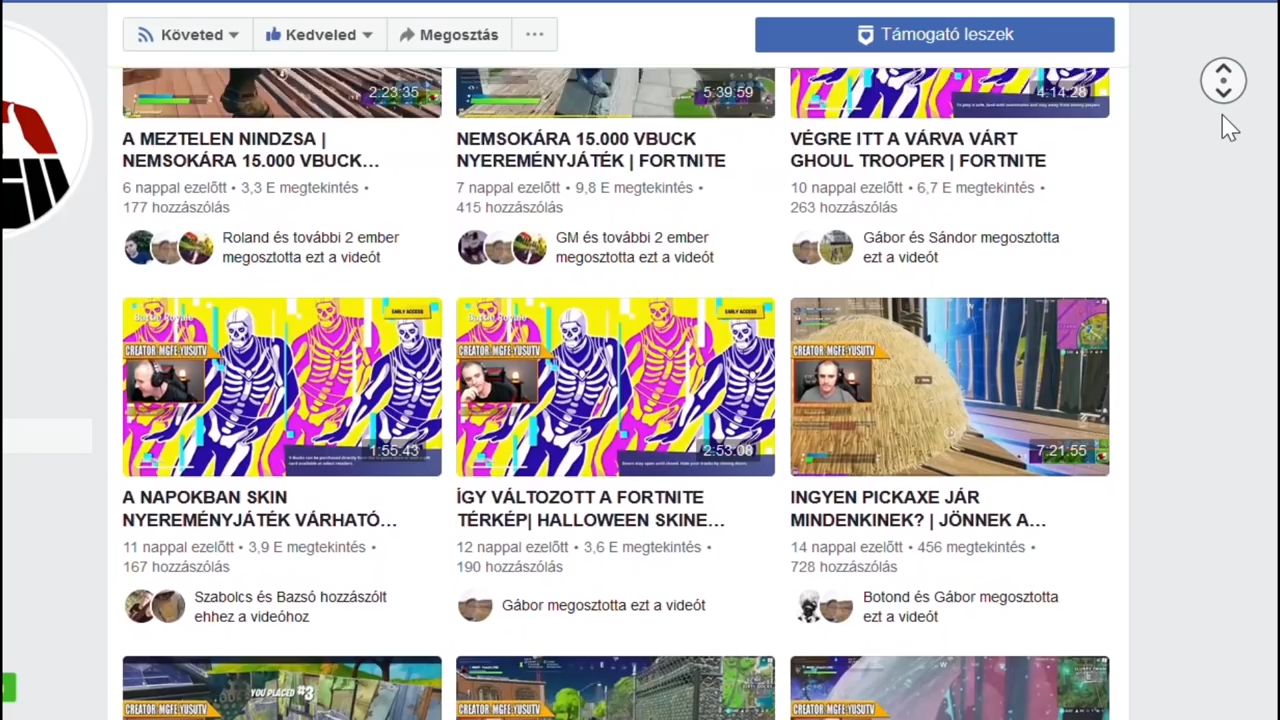 Követed
Kedveled
Megosztás
Támogató leszek
2:23:35
5:39:59
4:14:28
A MEZTELEN NINDZSA |
NEMSOKÁRA 15.000 VBUCK...
NEMSOKÁRA 15.000 VBUCK
NYEREMÉNYJÁTÉK | FORTNITE
VÉGRE ITT A VÁRVA VÁRT
GHOUL TROOPER | FORTNITE
6 nappal ezelőtt • 3,3 E megtekintés •
177 hozzászólás
7 nappal ezelőtt • 9,8 E megtekintés •
415 hozzászólás
10 nappal ezelőtt • 6,7 E megtekintés •
263 hozzászólás
Roland és további 2 ember
megosztotta ezt a videót
GM és további 2 ember
megosztotta ezt a videót
Gábor és Sándor megosztotta
ezt a videót
Battle Royale
EARLY ACCESS
CREATOR: MGFE:YUSUTV
1:55:43
Battle Royale
EARLY ACCESS
CREATOR: MGFE:YUSUTV
2:53:08
CREATOR: MGFE:YUSUTV
7:21:55
A NAPOKBAN SKIN
NYEREMÉNYJÁTÉK VÁRHATÓ...
ÍGY VÁLTOZOTT A FORTNITE
TÉRKÉP| HALLOWEEN SKINE...
INGYEN PICKAXE JÁR
MINDENKINEK? | JÖNNEK A...
11 nappal ezelőtt • 3,9 E megtekintés •
167 hozzászólás
12 nappal ezelőtt • 3,6 E megtekintés •
190 hozzászólás
14 nappal ezelőtt • 456 megtekintés •
728 hozzászólás
Szabolcs és Bazsó hozzászólt
ehhez a videóhoz
Gábor megosztotta ezt a videót
Botond és Gábor megosztotta
ezt a videót
YOU PLACED #3
CREATOR: MGFE:YUSUTV
CREATOR: MGFE:YUSUTV
CREATOR: MGFE:YUSUTV